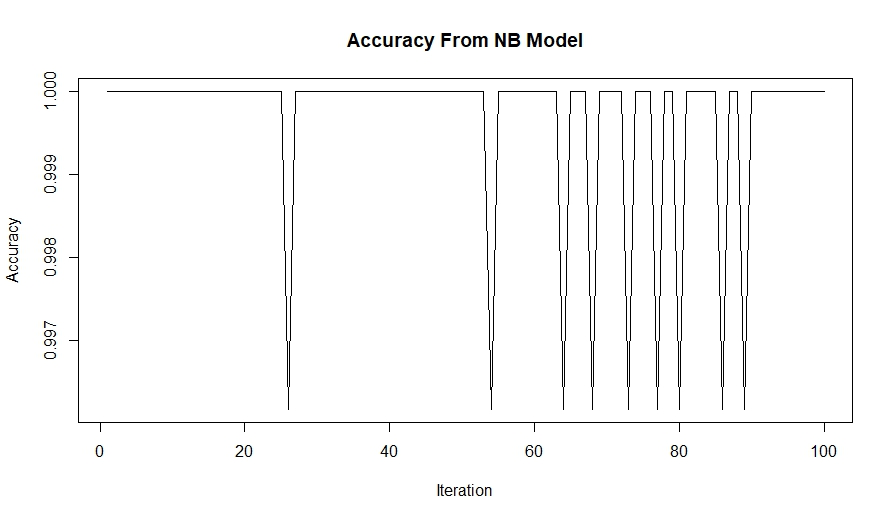 Accuracy From NB Model
1.000
0.999
0.998
0.997
Accuracy
0 20 40 60 80 100
Iteration